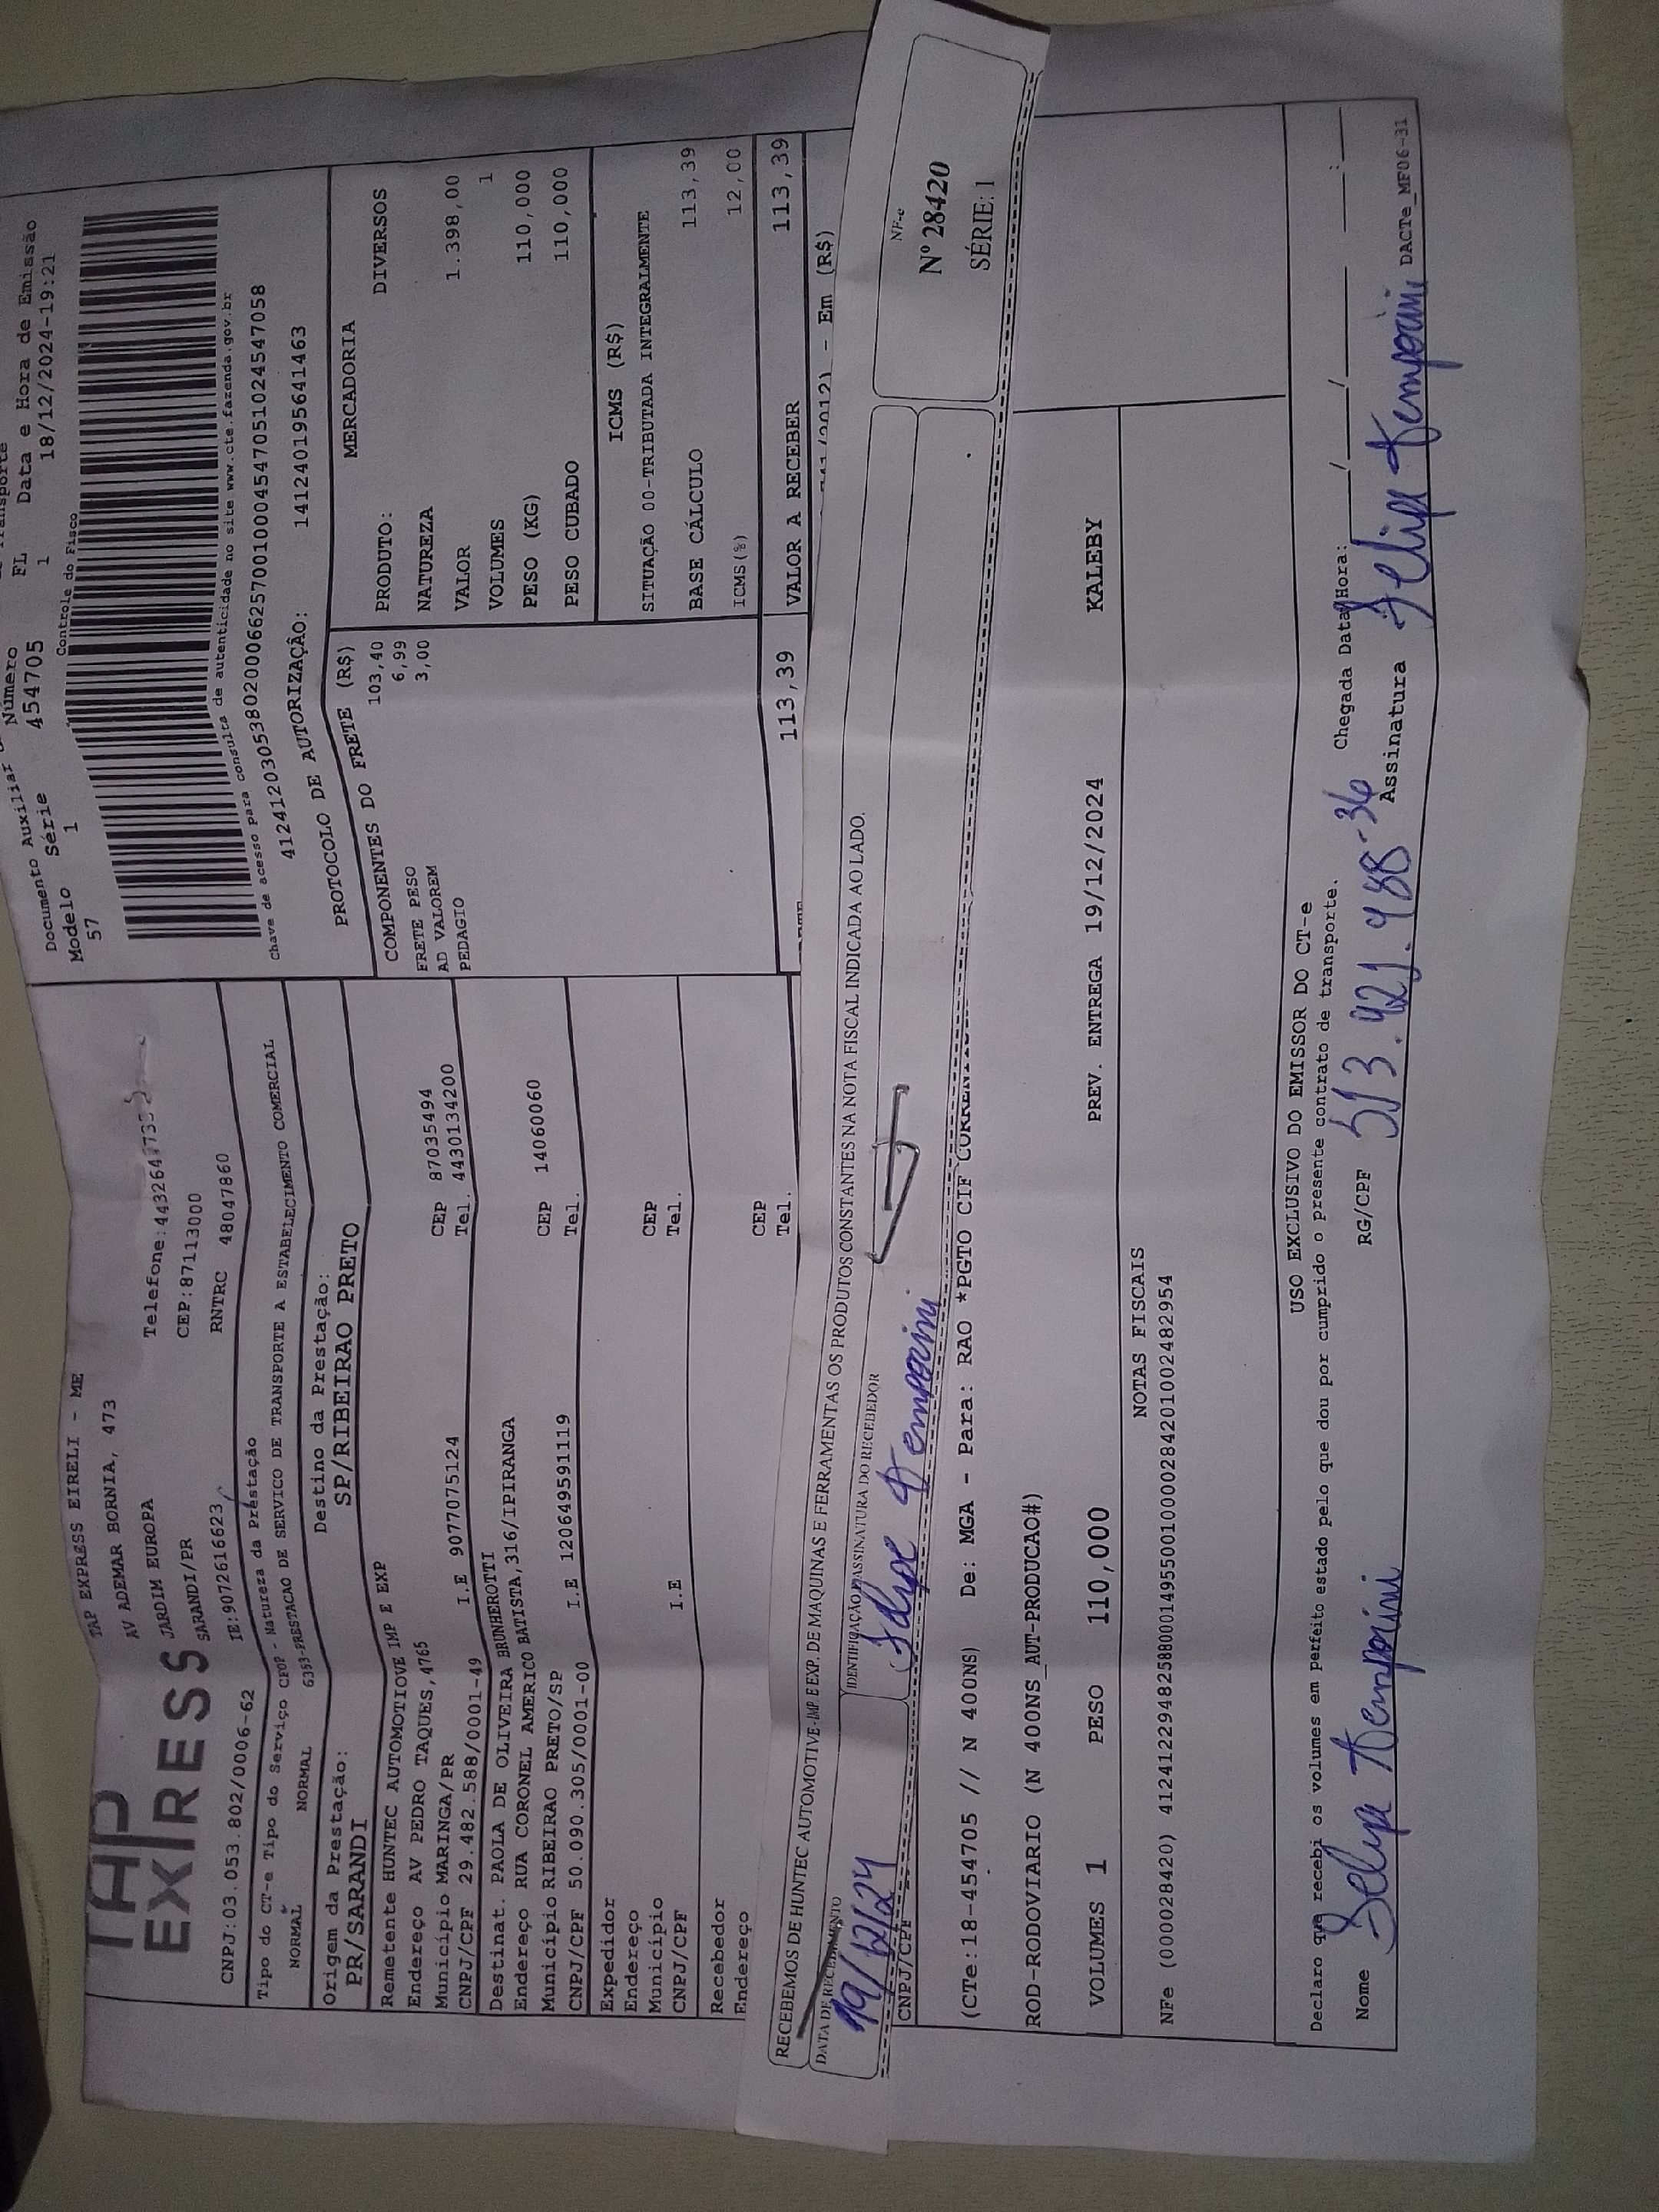 TAP
EXPRESS
TAP EXPRESS EIRELI - ME
AV ADEMAR BORNIA, 473
JARDIM EUROPA
SARANDI/PR
Telefone:4432647733
CEP:87113000
CNPJ:03.053.802/0006-62
IE:9072616623
RNTRC 48047860
Documento Auxiliar
Modelo Série Número FL Data e Hora de Emissão
57 1 454705 1 18/12/2024-19:21
Controle do Fisco
Chave de acesso para consulta de autenticidade no site www.cte.fazenda.gov.br
41241203053802000662570010004547051024547058
PROTOCOLO DE AUTORIZAÇÃO: 141240195641463
Tipo do CT-e Tipo do Serviço CFOP - Natureza da Prestação
NORMAL NORMAL 6353-PRESTACAO DE SERVICO DE TRANSPORTE A ESTABELECIMENTO COMERCIAL
Origem da Prestação: Destino da Prestação:
PR/SARANDI SP/RIBEIRAO PRETO
Remetente HUNTEC AUTOMOTIVE IMP E EXP
Endereço AV PEDRO TAQUES,4765
Município MARINGA/PR CEP 87035494
CNPJ/CPF 29.482.588/0001-49 I.E 9077075124 Tel. 4430134200
Destinat. PAOLA DE OLIVEIRA BRUNHEROTTI
Endereço RUA CORONEL AMERICO BATISTA,316/IPIRANGA
Município RIBEIRAO PRETO/SP CEP 14060060
CNPJ/CPF 50.090.305/0001-00 I.E 120649591119 Tel.
Expedidor
Endereço
Município CEP
CNPJ/CPF I.E Tel.
Recebedor
Endereço CEP
Tel.
COMPONENTES DO FRETE (R$)
FRETE PESO 103,40
AD VALOREM 6,99
PEDAGIO 3,00
113,39
MERCADORIA
PRODUTO: DIVERSOS
NATUREZA
VALOR 1.398,00
VOLUMES 1
PESO (KG) 110,000
PESO CUBADO 110,000
ICMS (R$)
SITUAÇÃO 00-TRIBUTADA INTEGRALMENTE
BASE CÁLCULO 113,39
ICMS(%) 12,00
VALOR A RECEBER 113,39
- Em (R$)
RECEBEMOS DE HUNTEC AUTOMOTIVE-IMP E EXP. DE MAQUINAS E FERRAMENTAS OS PRODUTOS CONSTANTES NA NOTA FISCAL INDICADA AO LADO.
DATA DE RECEBIMENTO IDENTIFICAÇÃO E ASSINATURA DO RECEBEDOR
19/12/24 Felipe Temporini
NF-e
Nº 28420
SÉRIE: 1
CNPJ/CPF
(CTe:18-454705 // N 400NS) De: MGA - Para: RAO *PGTO CIF
ROD-RODOVIARIO (N 400NS_AUT-PRODUCAO#)
VOLUMES 1 PESO 110,000 PREV. ENTREGA 19/12/2024 KALEBY
NOTAS FISCAIS
NFe (000028420) 41241229482588000149550010000284201002482954
USO EXCLUSIVO DO EMISSOR DO CT-e
Declaro que recebi os volumes em perfeito estado pelo que dou por cumprido o presente contrato de transporte. Chegada Data/Hora: ___/___/___ ___:___
Nome Felipe Temporini RG/CPF 513.421.488-36 Assinatura Felipe Temporini
DACTe_MF06-31